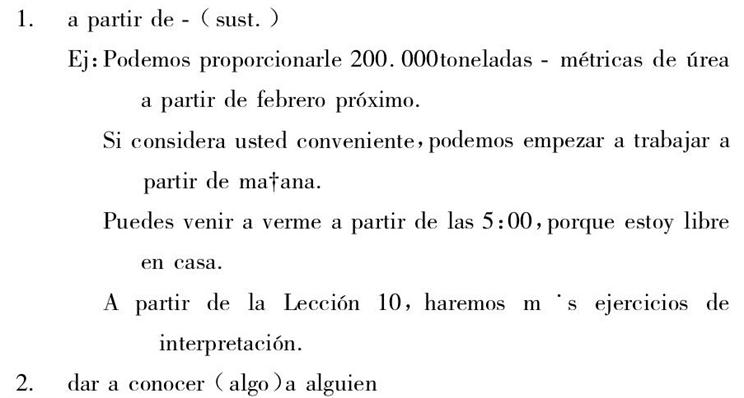 1. a partir de - ( sust. )
Ej: Podemos proporcionarle 200. 000toneladas - métricas de úrea
a partir de febrero próximo.
Si considera usted conveniente, podemos empezar a trabajar a
partir de ma†ana.
Puedes venir a verme a partir de las 5:00, porque estoy libre
en casa.
A partir de la Lección 10, haremos m ˙s ejercicios de
interpretación.
2. dar a conocer ( algo )a alguien